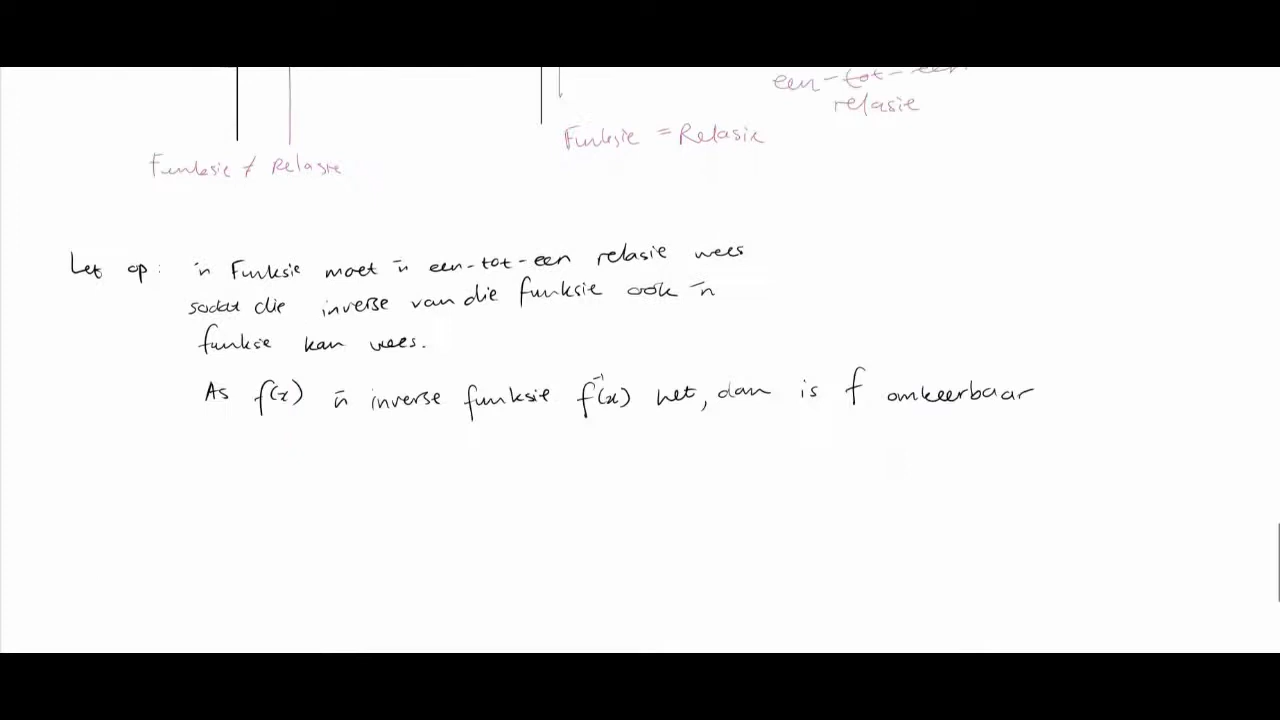 een-tot-een
relasie
Funksie = Relasie
Funksie ≠ Relasie
Let op: 'n Funksie moet 'n een-tot-een relasie wees
sodat die inverse van die funksie ook 'n
funksie kan wees.
As f(x) 'n inverse funksie f⁻¹(x) het, dan is f omkeerbaar